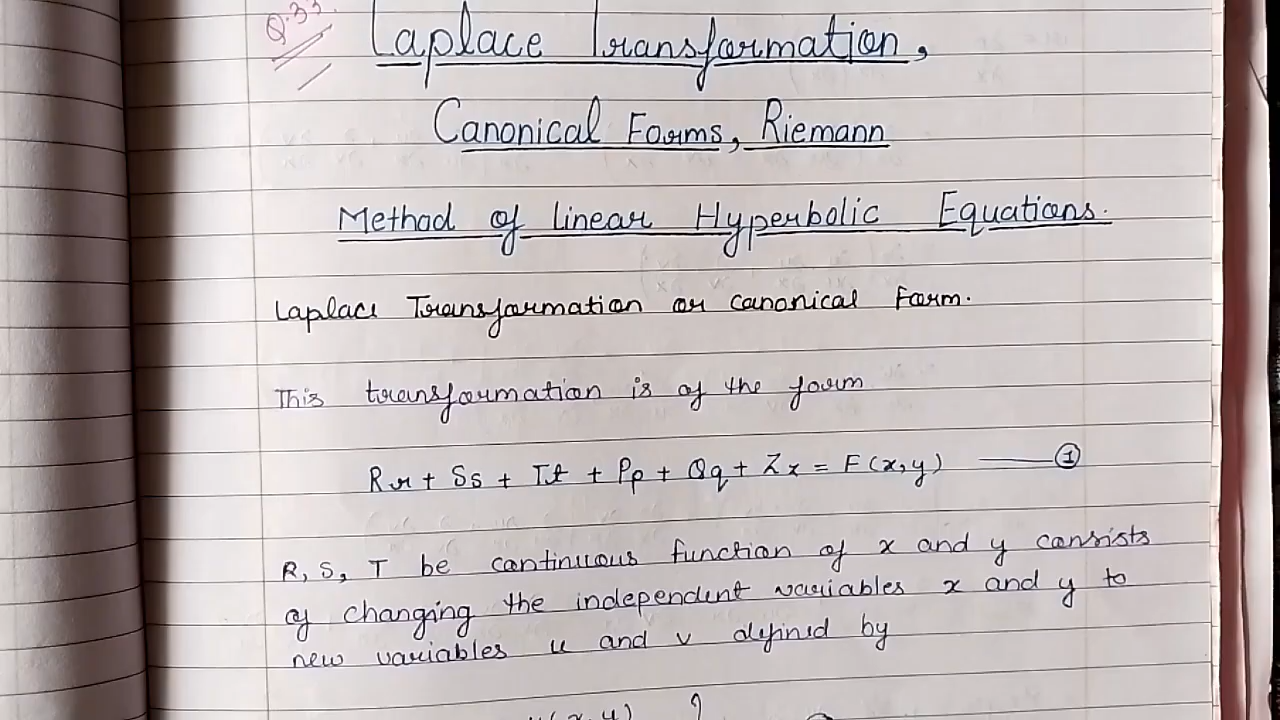 Q.33.
Laplace Transformation,
Canonical Forms, Riemann
Method of linear Hyperbolic Equations.
Laplace Transformation or canonical Form.
This transformation is of the form
Rr + Ss + Tt + Pp + Qq + Zz = F(x,y) ——— ①
R, S, T be continuous function of x and y consists
of changing the independent variables x and y to
new variables u and v defined by